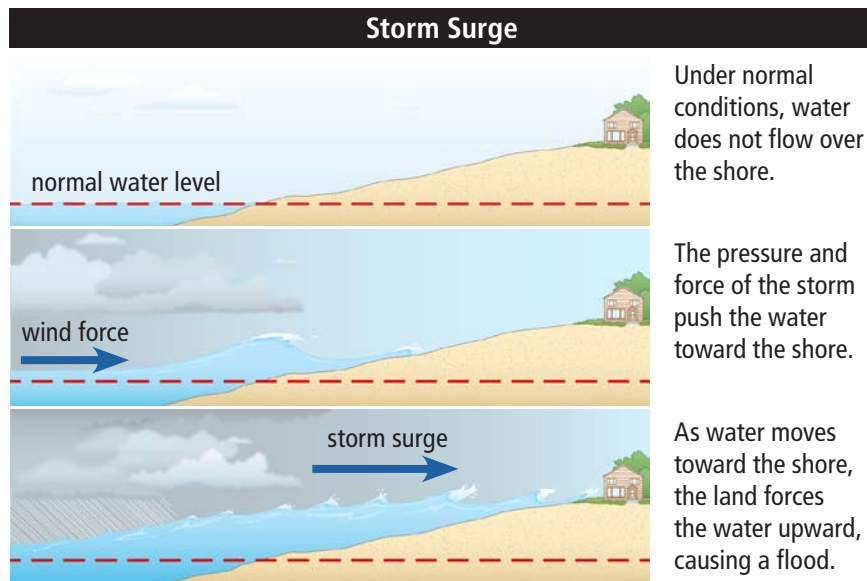 Storm Surge
normal water level
Under normal
conditions, water
does not flow over
the shore.
wind force
The pressure and
force of the storm
push the water
toward the shore.
storm surge
As water moves
toward the shore,
the land forces
the water upward,
causing a flood.